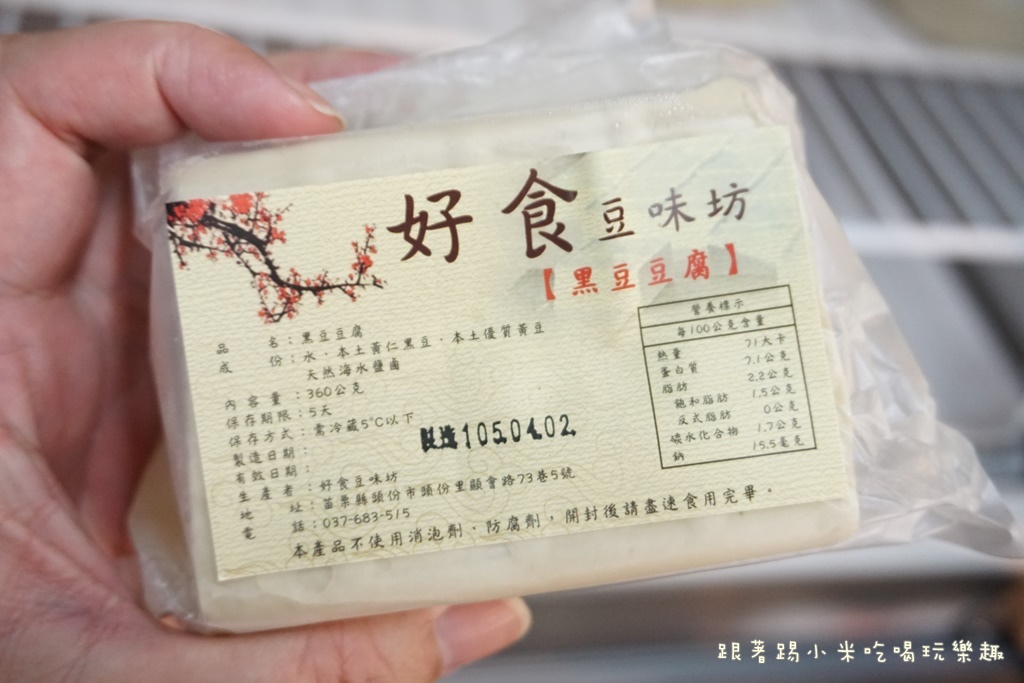 好食豆味坊
【黑豆豆腐】
品名：黑豆豆腐
成份：水．本土黃仁黑豆．本土優質黃豆
天然海水鹽鹵
內容量：360公克
保存期限：5天
保存方式：需冷藏5°C以下
製造日期：
有效日期：
製造105.04.02.
生產者：好食豆味坊
地址：苗栗縣頭份市頭份里顯會路73巷5號
電話：037-683-515
本產品不使用消泡劑．防腐劑，開封後請盡速食用完畢。
營養標示
每100公克含量
熱量 71大卡
蛋白質 7.1公克
脂肪 2.2公克
飽和脂肪 1.5公克
反式脂肪 0公克
碳水化合物 1.7公克
鈉 15.5毫克
跟著踢小米吃喝玩樂趣